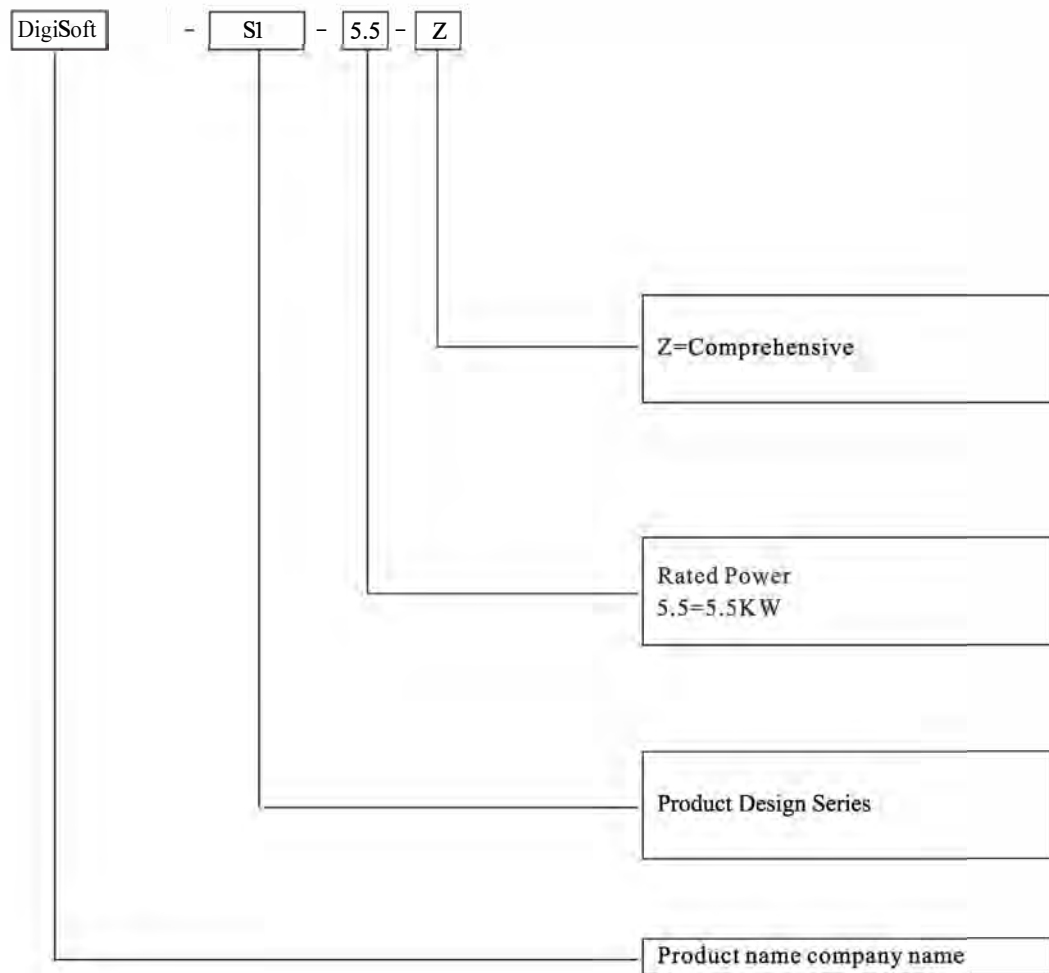 DigiSoft - S1 - 5.5 - Z
Z=Comprehensive
Rated Power
5.5=5.5KW
Product Design Series
Product name company name